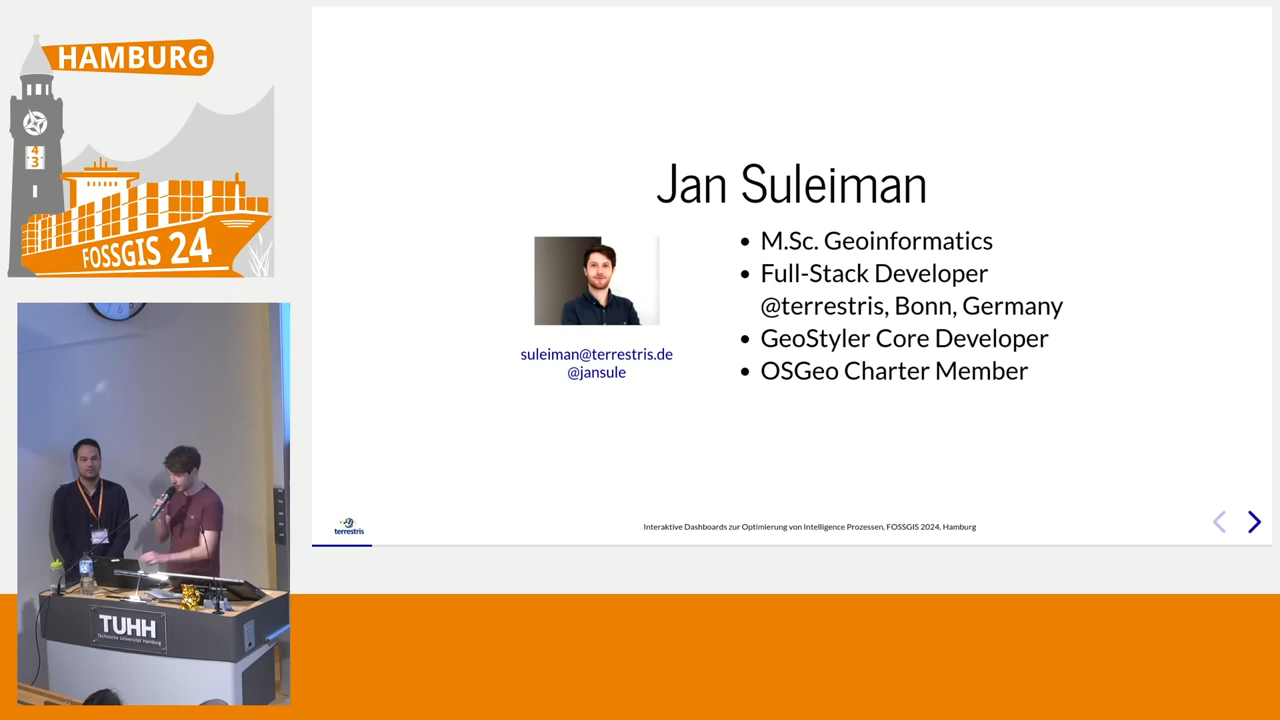 HAMBURG
4
3
FOSSGIS 24
Jan Suleiman
suleiman@terrestris.de
@jansule
M.Sc. Geoinformatics
Full-Stack Developer
@terrestris, Bonn, Germany
GeoStyler Core Developer
OSGeo Charter Member
terrestris
Interaktive Dashboards zur Optimierung von Intelligence Prozessen, FOSSGIS 2024, Hamburg
TUHH
Technische Universität Hamburg